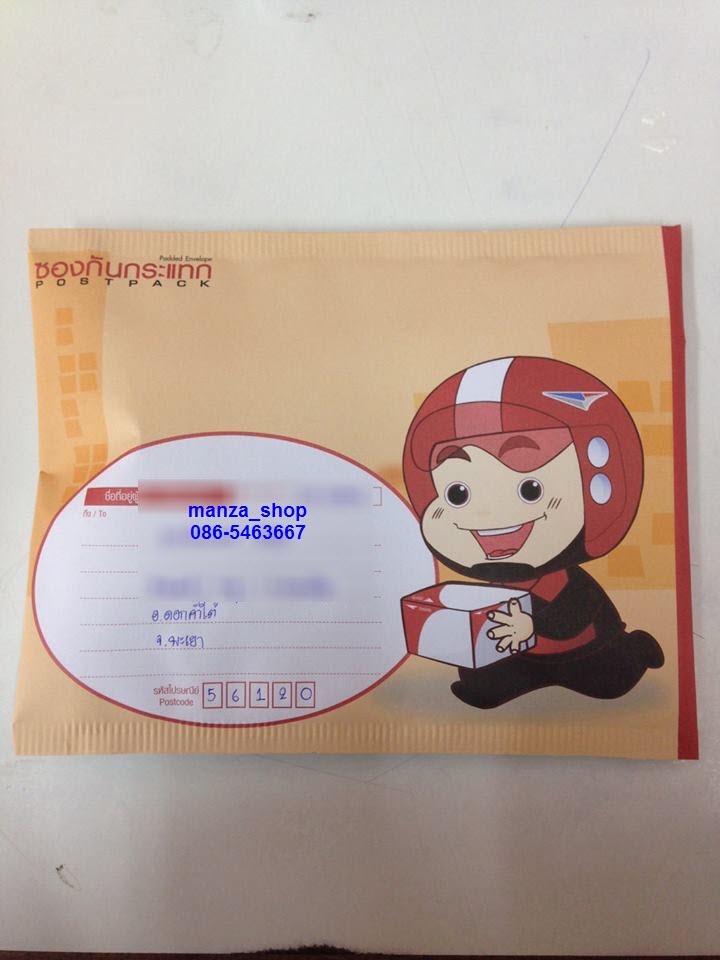 Padded Envelope
ซองกันกระแทก
POSTPACK
ชื่อที่อยู่ผู้
ถึง / To
manza_shop
086-5463667
อ.ดอกคำใต้
จ.พะเยา
รหัสไปรษณีย์
Postcode
5 6 1 2 0